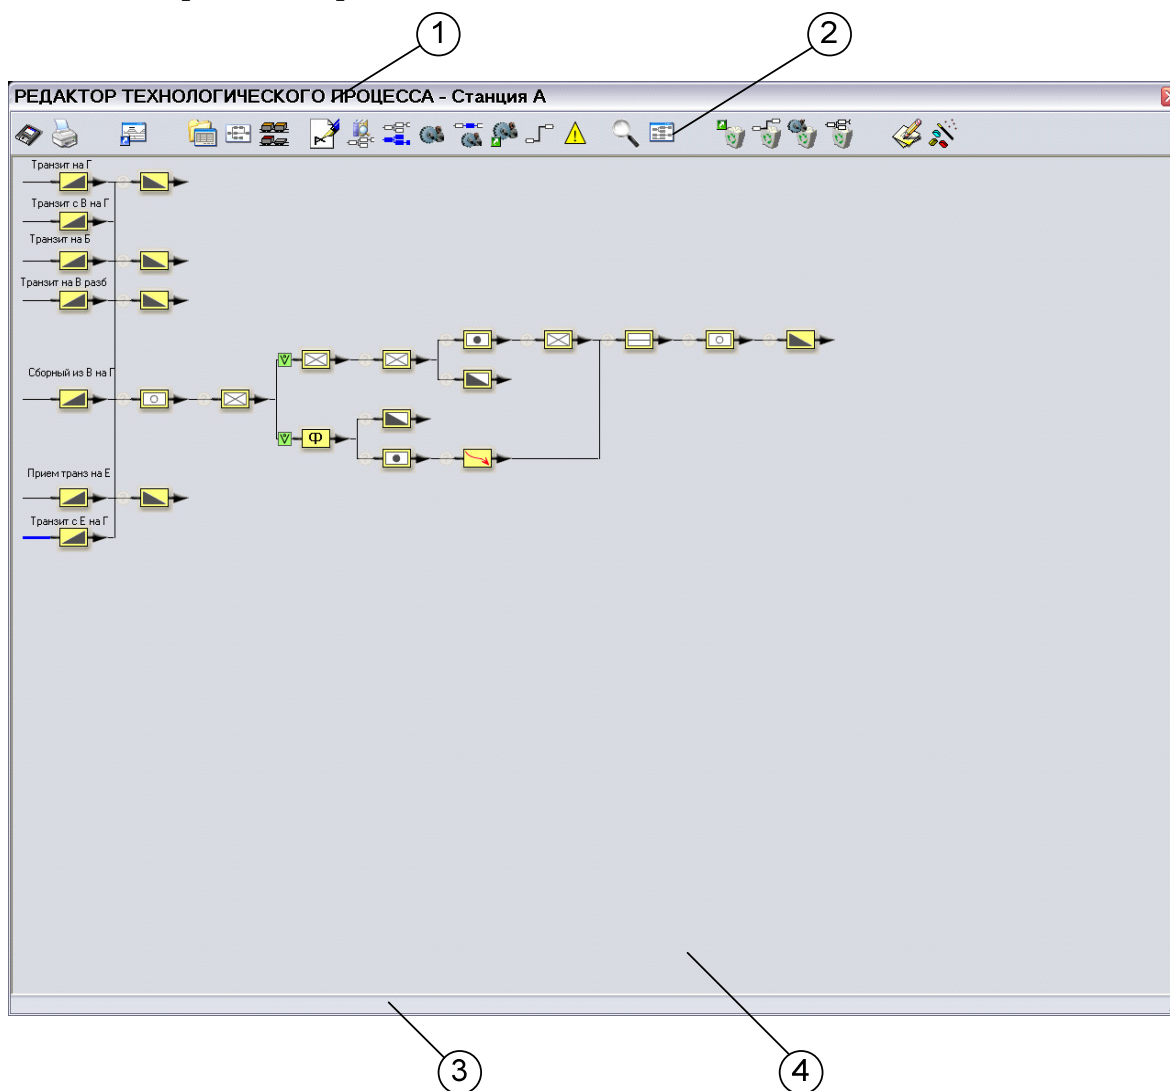 1
2
РЕДАКТОР ТЕХНОЛОГИЧЕСКОГО ПРОЦЕССА - Станция А
Транзит на Г
Транзит с В на Г
Транзит на Б
Транзит на В разб
Сборный из В на Г
Ф
Прием транз на Е
Транзит с Е на Г
3
4